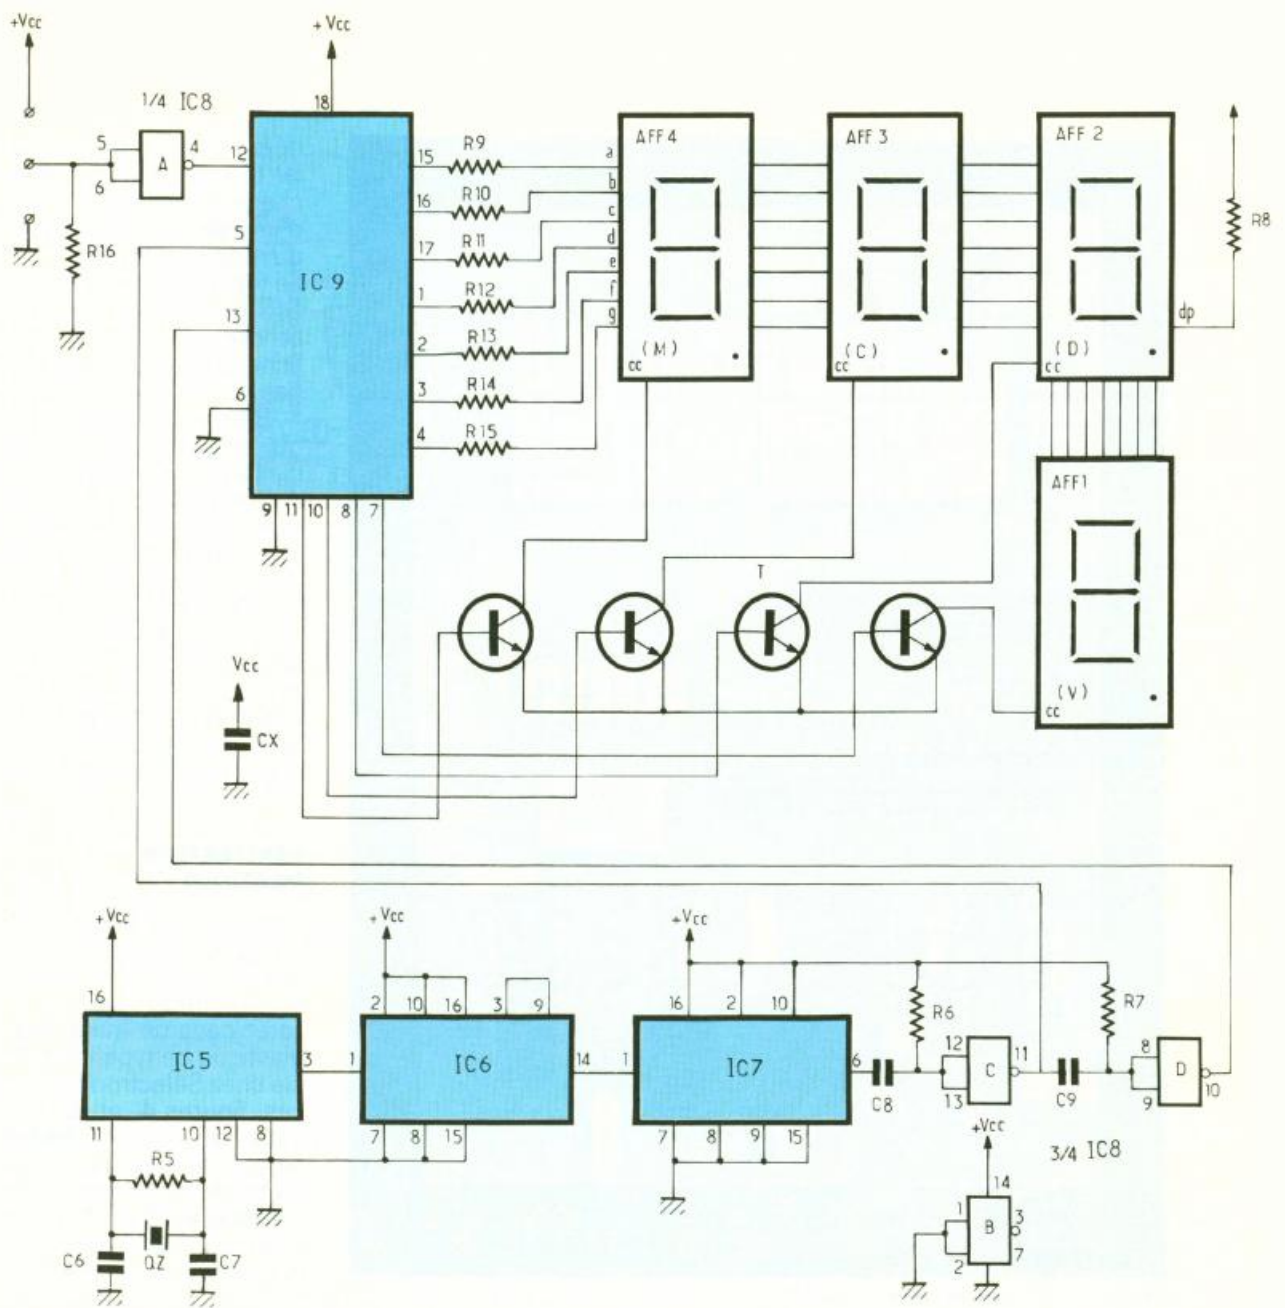 +Vcc
+Vcc
1/4 IC8
18
5
6
A
4
12
R16
5
13
6
IC 9
15
16
17
1
2
3
4
R9
R10
R11
R12
R13
R14
R15
a
b
c
d
e
f
g
AFF4
(M)
cc
AFF 3
(C)
cc
AFF 2
(D)
cc
dp
R8
9
11
10
8
7
AFF1
(V)
cc
T
Vcc
CX
+Vcc
16
IC5
3
11
10
12
8
R5
C6
QZ
C7
+Vcc
2
10
16
3
9
1
IC6
14
7
8
15
+Vcc
16
2
10
1
IC7
6
7
8
9
15
C8
R6
12
13
C
11
C9
R7
8
9
D
10
3/4 IC8
+Vcc
14
1
2
B
3
7